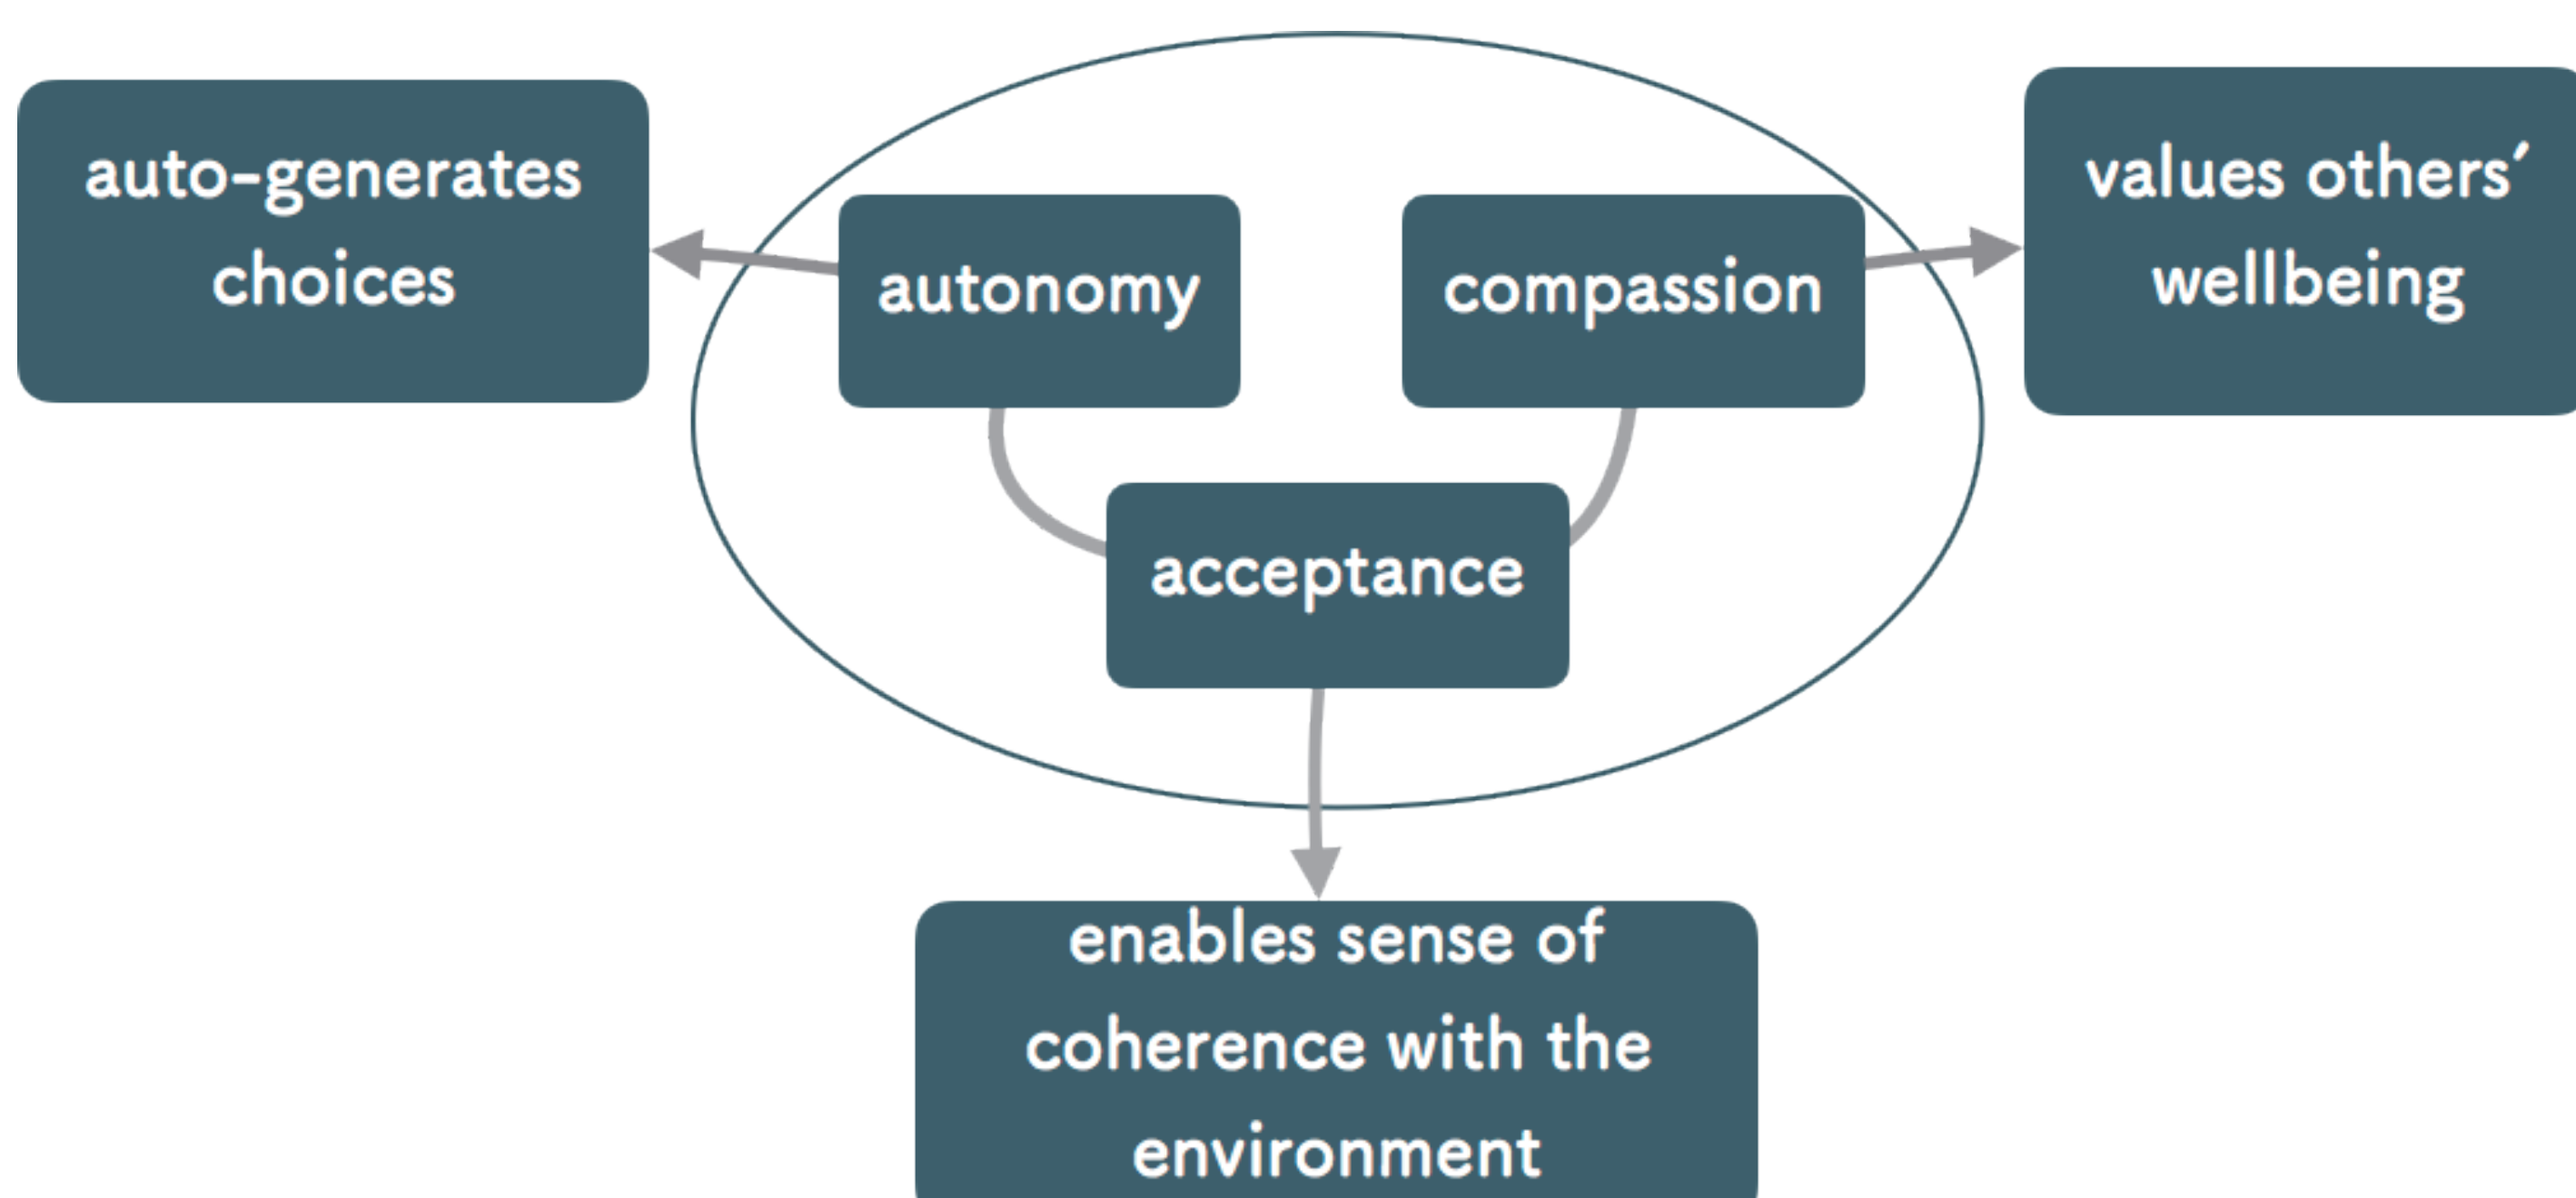 auto-generates
choices
autonomy
compassion
values others’
wellbeing
acceptance
enables sense of
coherence with the
environment